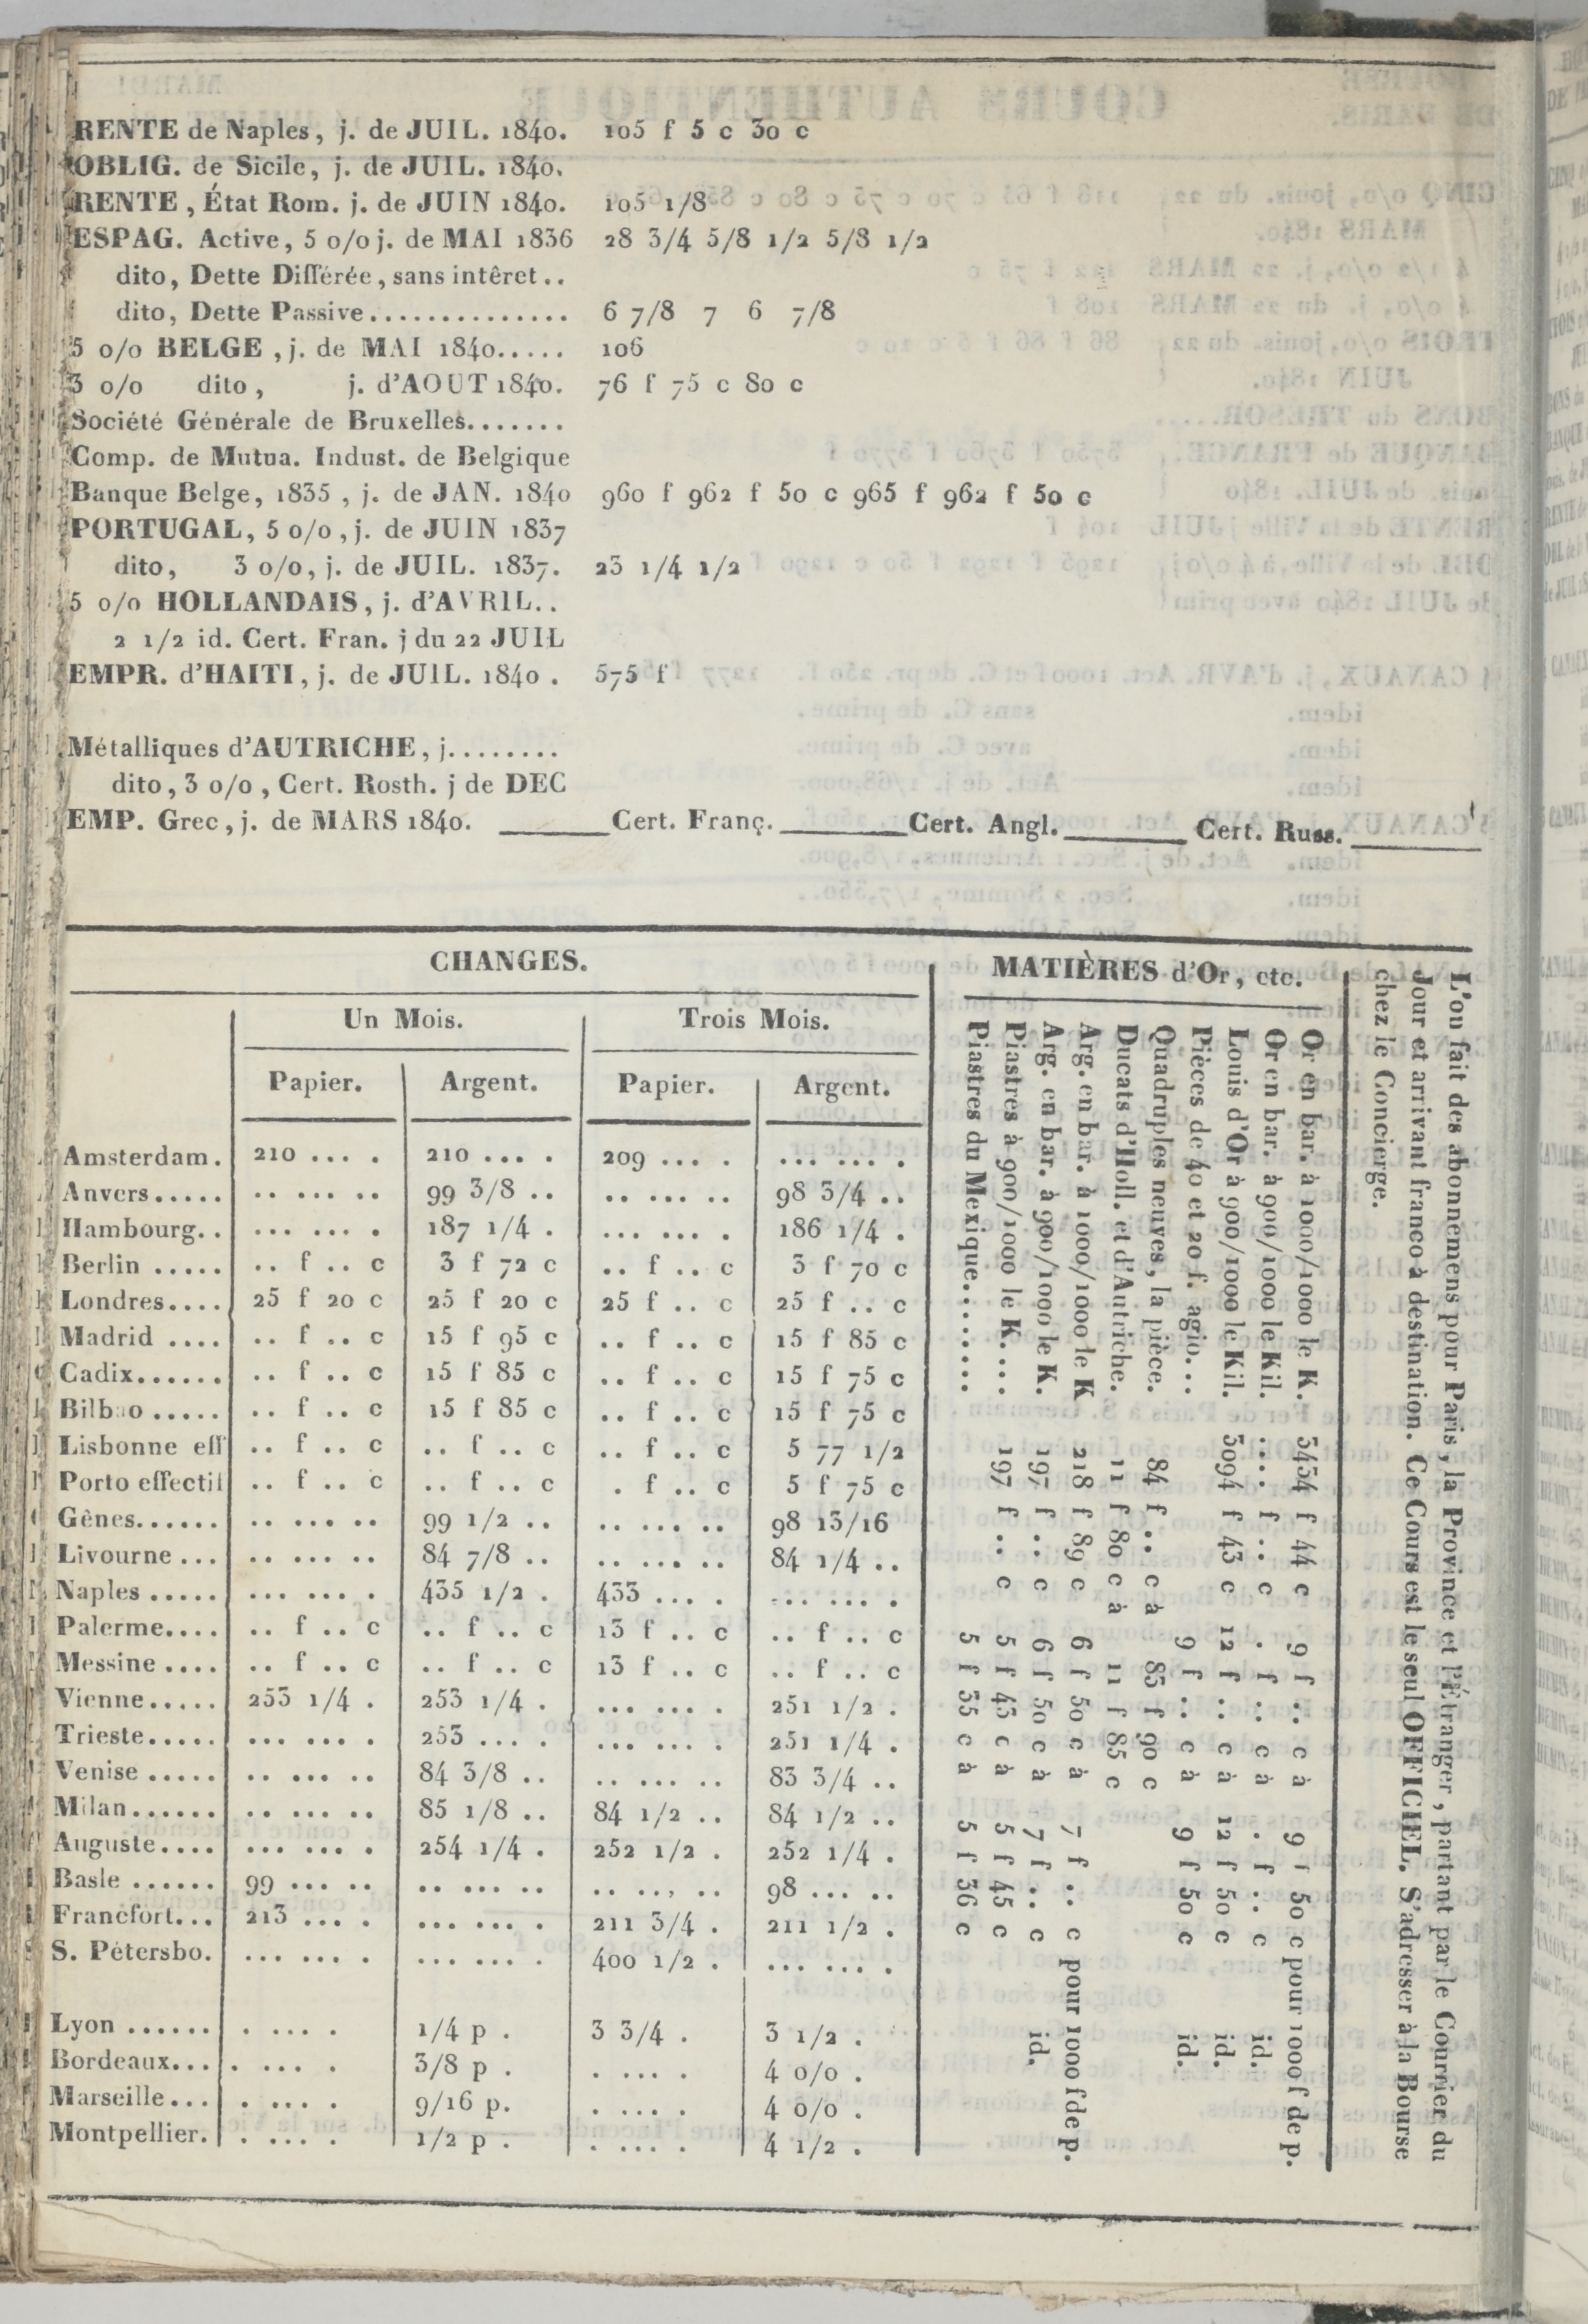 RENTE de Naples, j. de JUIL. 1840. 105 f 5 c 30 c
OBLIG. de Sicile, j. de JUIL. 1840.
RENTE, État Rom. j. de JUIN 1840. 105 1/8
ESPAG. Active, 5 o/o j. de MAI 1836 28 3/4 5/8 1/2 5/8 1/2
dito, Dette Différée, sans intêret..
dito, Dette Passive.............. 6 7/8 7 6 7/8
5 o/o BELGE, j. de MAI 1840..... 106
3 o/o dito, j. d'AOUT 1840. 76 f 75 c 80 c
Société Générale de Bruxelles.......
Comp. de Mutua. Indust. de Belgique
Banque Belge, 1835, j. de JAN. 1840 960 f 962 f 50 c 965 f 962 f 50 c
PORTUGAL, 5 o/o, j. de JUIN 1837
dito, 3 o/o, j. de JUIL. 1837. 23 1/4 1/2
5 o/o HOLLANDAIS, j. d'AVRIL..
2 1/2 id. Cert. Fran. j du 22 JUIL
EMPR. d'HAITI, j. de JUIL. 1840. 575 f
Métalliques d'AUTRICHE, j........
dito, 3 o/o, Cert. Rosth. j de DEC
EMP. Grec, j. de MARS 1840. ______ Cert. Franç. ______ Cert. Angl. ______ Cert. Russ. ______
CHANGES.
Un Mois. Trois Mois.
Papier. Argent. Papier. Argent.
Amsterdam. 210 ... . 210 ... . 209 ... . ... ... .
Anvers..... .. ... .. 99 3/8 .. .. ... .. 98 3/4 ..
Hambourg.. ... ... . 187 1/4 . ... ... . 186 1/4 .
Berlin ..... .. f .. c 3 f 72 c .. f .. c 3 f 70 c
Londres.... 25 f 20 c 25 f 20 c 25 f .. c 25 f .. c
Madrid .... .. f .. c 15 f 95 c .. f .. c 15 f 85 c
Cadix...... .. f .. c 15 f 85 c .. f .. c 15 f 75 c
Bilbao ..... .. f .. c 15 f 85 c .. f .. c 15 f 75 c
Lisbonne eff .. f .. c .. f .. c .. f .. c 5 77 1/2
Porto effectif .. f .. c .. f .. c . f .. c 5 f 75 c
Gênes...... .. ... .. 99 1/2 .. .. ... .. 98 13/16
Livourne ... .. ... .. 84 7/8 .. .. ... .. 84 1/4 ..
Naples ..... ... ... . 435 1/2 . 433 ... . ... ... .
Palerme.... .. f .. c .. f .. c 13 f .. c .. f .. c
Messine .... .. f .. c .. f .. c 13 f .. c .. f .. c
Vienne..... 253 1/4 . 253 1/4 . ... ... . 251 1/2 .
Trieste..... ... ... . 253 ... . ... ... . 251 1/4 .
Venise ..... .. ... .. 84 3/8 .. .. ... .. 83 3/4 ..
Milan...... .. ... .. 85 1/8 .. 84 1/2 .. 84 1/2 ..
Auguste.... ... ... . 254 1/4 . 252 1/2 . 252 1/4 .
Basle ...... 99 ... .. .. ... .. .. ... .. 98 ... ..
Francfort... 213 ... . ... ... . 211 3/4 . 211 1/2 .
S. Pétersbo. ... ... . ... ... . 400 1/2 . ... ... .
Lyon ...... . ... . 1/4 p . 3 3/4 . 3 1/2 .
Bordeaux... . ... . 3/8 p . . ... . 4 o/o .
Marseille... . ... . 9/16 p. . ... . 4 o/o .
Montpellier. . ... . 1/2 p . . ... . 4 1/2 .
MATIÈRES d'Or, etc.
Or en bar. à 1000/1000 le K. 3434 f 44 c 9 f .. c à 9 f 50 c pour 1000 f de p.
Or en bar. à 900/1000 le Kil. .... f .. c . f .. c à . f .. c id.
Louis d'Or à 900/1000 le Kil. 3094 f 43 c 12 f .. c à 12 f 50 c id.
Pièces de 40 et 20 f. agio... 9 f .. c à 9 f 50 c id.
Quadruples neuves, la pièce. 84 f .. c à 85 f 90 c
Ducats d'Holl. et d'Autriche. 11 f 80 c à 11 f 85 c
Arg. en bar. à 1000/1000 le K 218 f 89 c 6 f 50 c à 7 f .. c pour 1000 f de p.
Arg. en bar. à 900/1000 le K. 197 f .. c 6 f 50 c à 7 f .. c id.
Piastres à 900/1000 le K.... 197 f .. c 5 f 43 c à 5 f 45 c
Piastres du Mexique........ 5 f 35 c à 5 f 36 c
L'on fait des abonnemens pour Paris, la Province et l'Étranger, partant par le Courrier du
Jour et arrivant franco à destination. Ce Cours est le seul OFFICIEL. S'adresser à la Bourse
chez le Concierge.